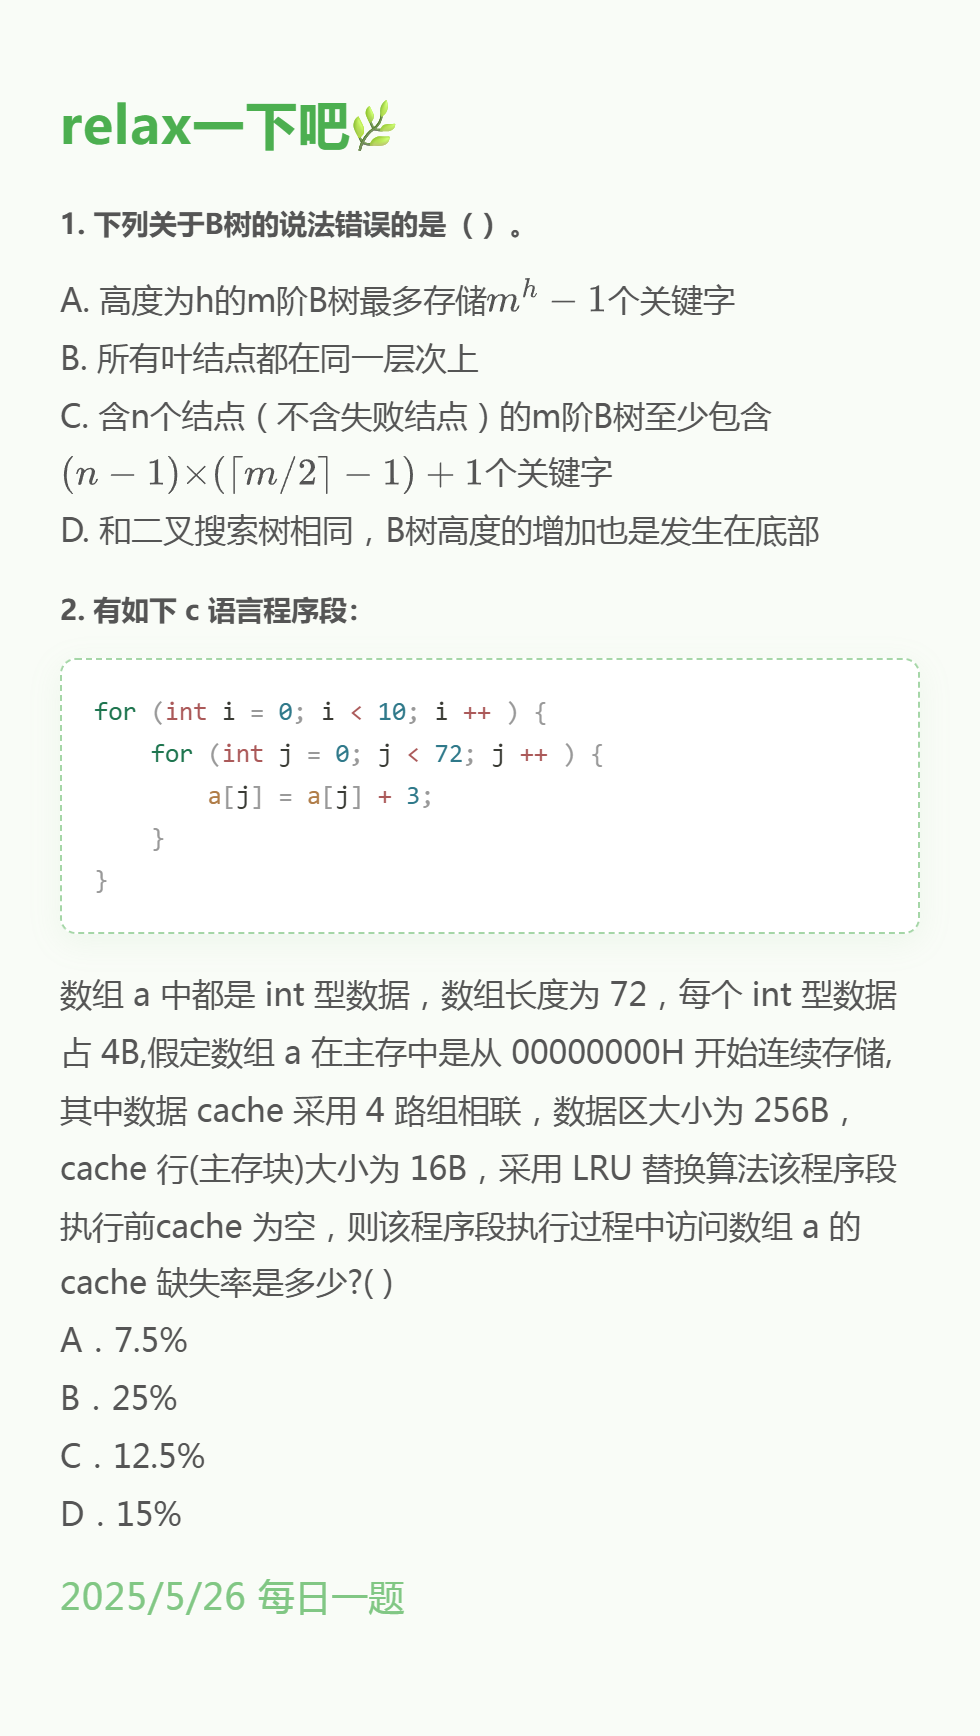 relax一下吧🌿
1. 下列关于B树的说法错误的是（ ）。
A. 高度为h的m阶B树最多存储$m^h - 1$个关键字
B. 所有叶结点都在同一层次上
C. 含n个结点（不含失败结点）的m阶B树至少包含
$(n - 1) \times (\lceil m/2 \rceil - 1) + 1$个关键字
D. 和二叉搜索树相同，B树高度的增加也是发生在底部
2. 有如下 c 语言程序段：
for (int i = 0; i < 10; i ++ ) {
    for (int j = 0; j < 72; j ++ ) {
        a[j] = a[j] + 3;
    }
}
数组 a 中都是 int 型数据，数组长度为 72，每个 int 型数据
占 4B,假定数组 a 在主存中是从 00000000H 开始连续存储,
其中数据 cache 采用 4 路组相联，数据区大小为 256B，
cache 行(主存块)大小为 16B，采用 LRU 替换算法该程序段
执行前cache 为空，则该程序段执行过程中访问数组 a 的
cache 缺失率是多少?( )
A．7.5%
B．25%
C．12.5%
D．15%
2025/5/26 每日一题